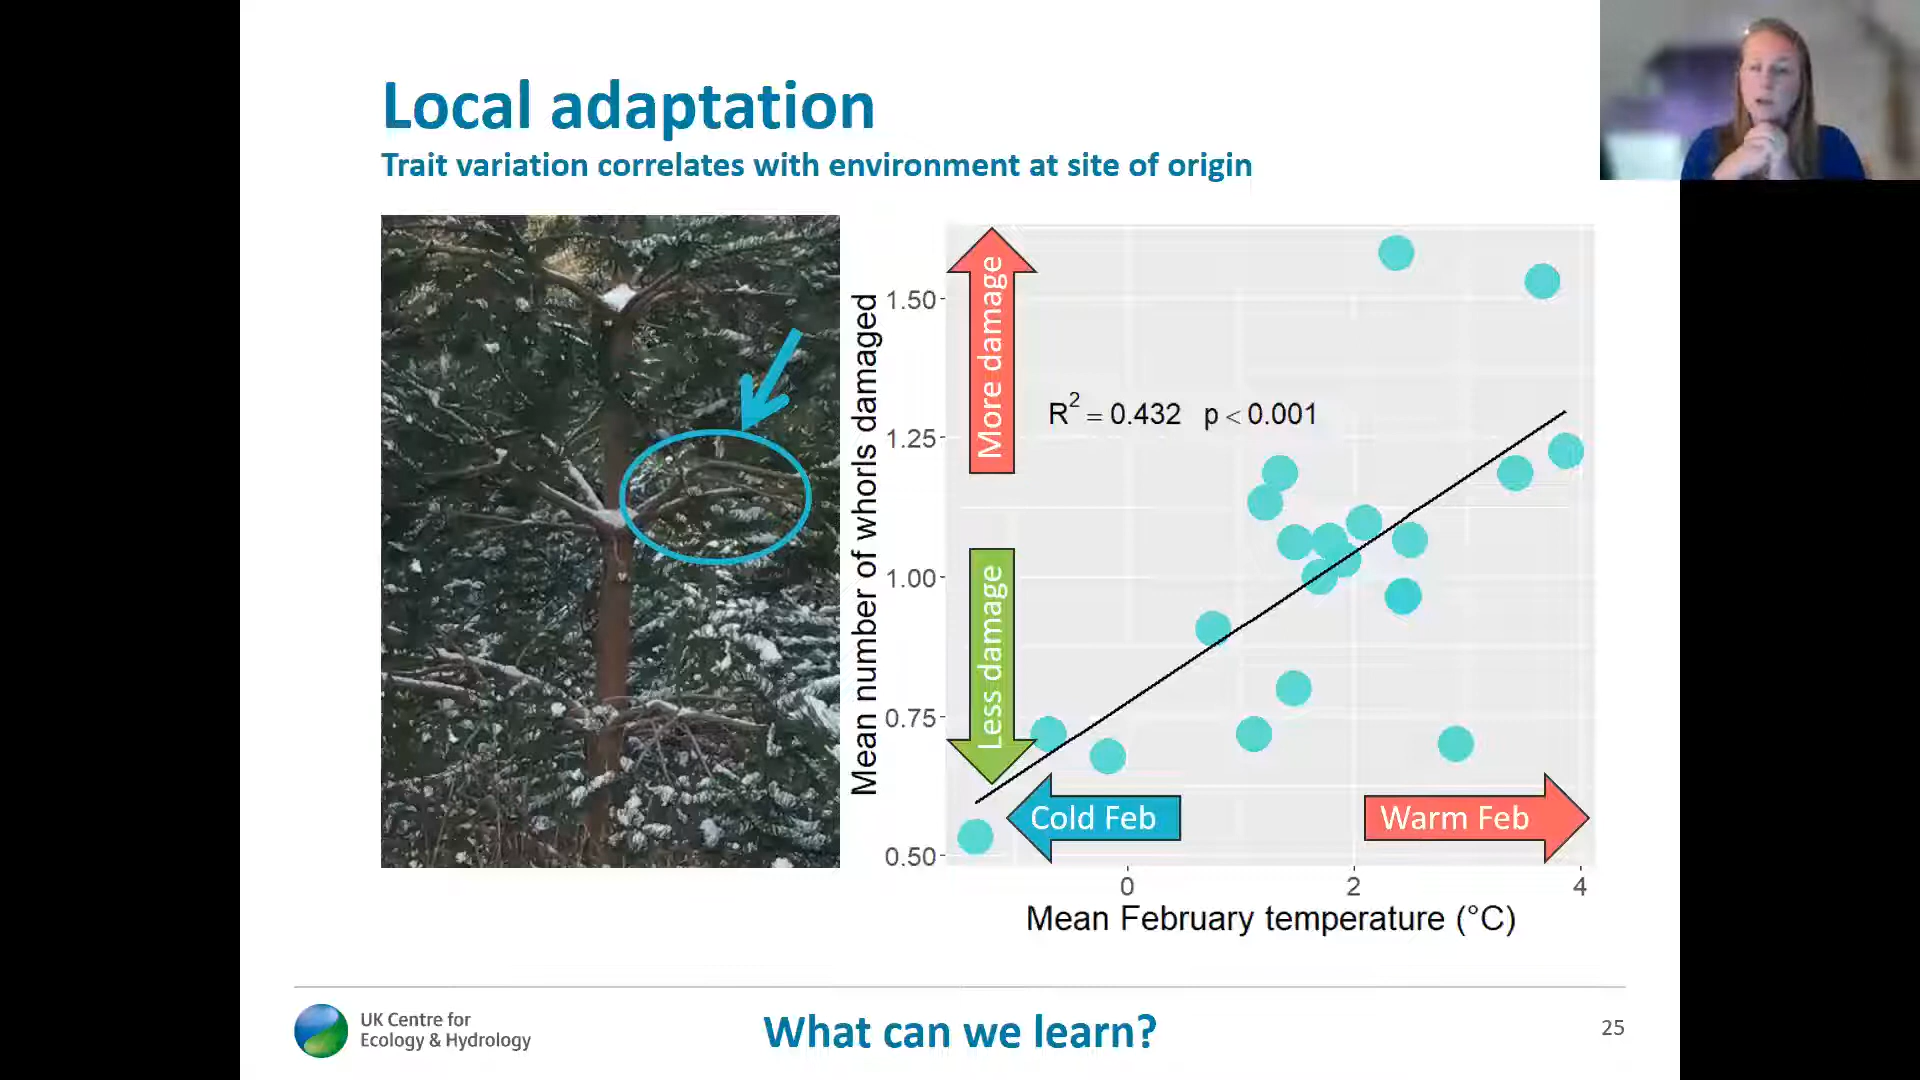 Local adaptation
Trait variation correlates with environment at site of origin
Mean number of whorls damaged
1.50
1.25
1.00
0.75
0.50
More damage
Less damage
R2 = 0.432 p < 0.001
Cold Feb
Warm Feb
0
2
4
Mean February temperature (°C)
UK Centre for
Ecology & Hydrology
What can we learn?
25